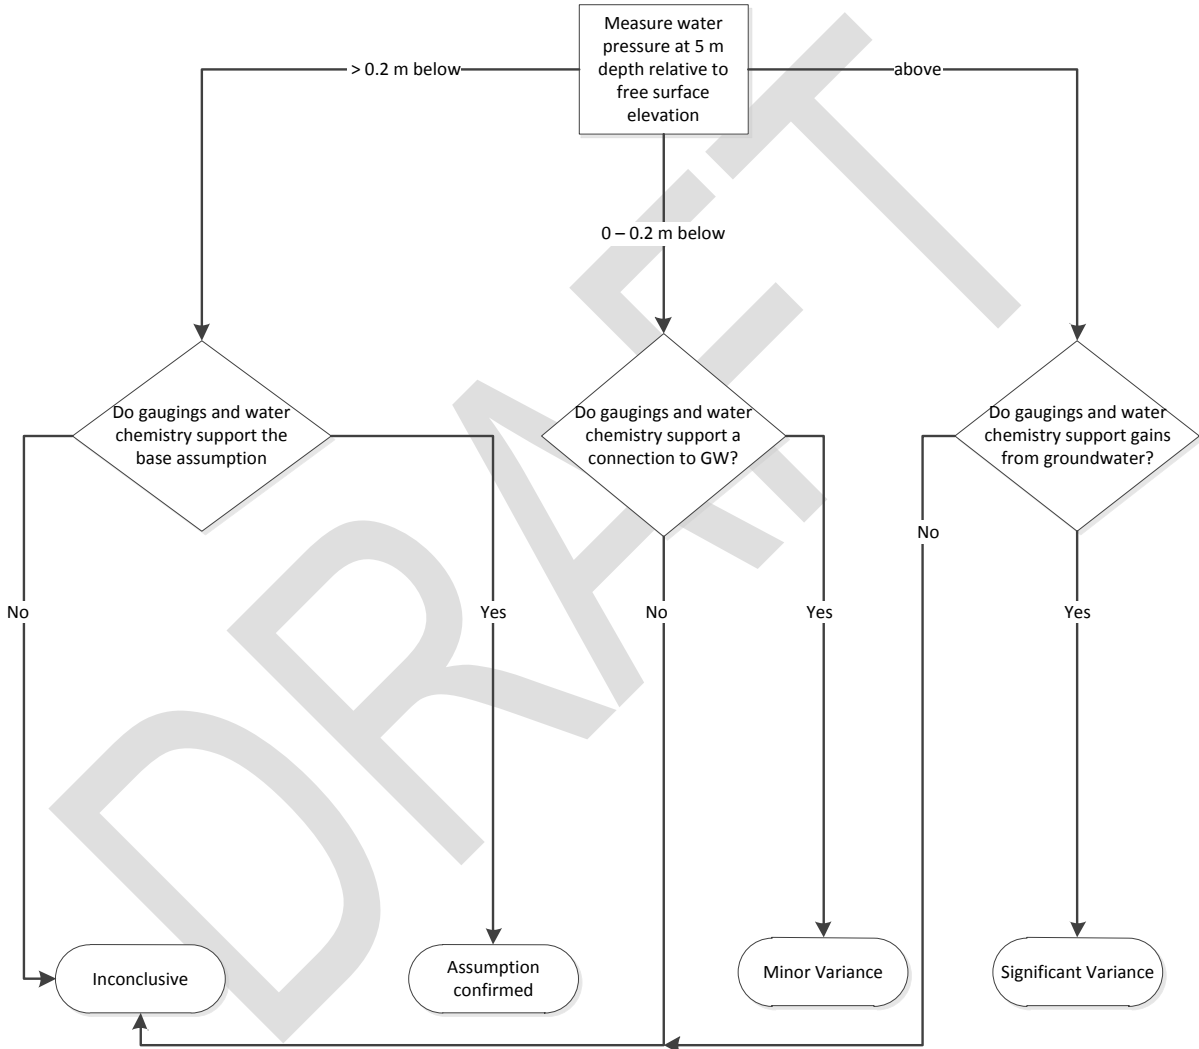 Measure water
pressure at 5 m
depth relative to
free surface
elevation
> 0.2 m below
above
0 – 0.2 m below
Do gaugings and water
chemistry support the
base assumption
Do gaugings and water
chemistry support a
connection to GW?
Do gaugings and water
chemistry support gains
from groundwater?
No
Yes
No
Yes
No
Yes
Inconclusive
Assumption
confirmed
Minor Variance
Significant Variance
DRAFT